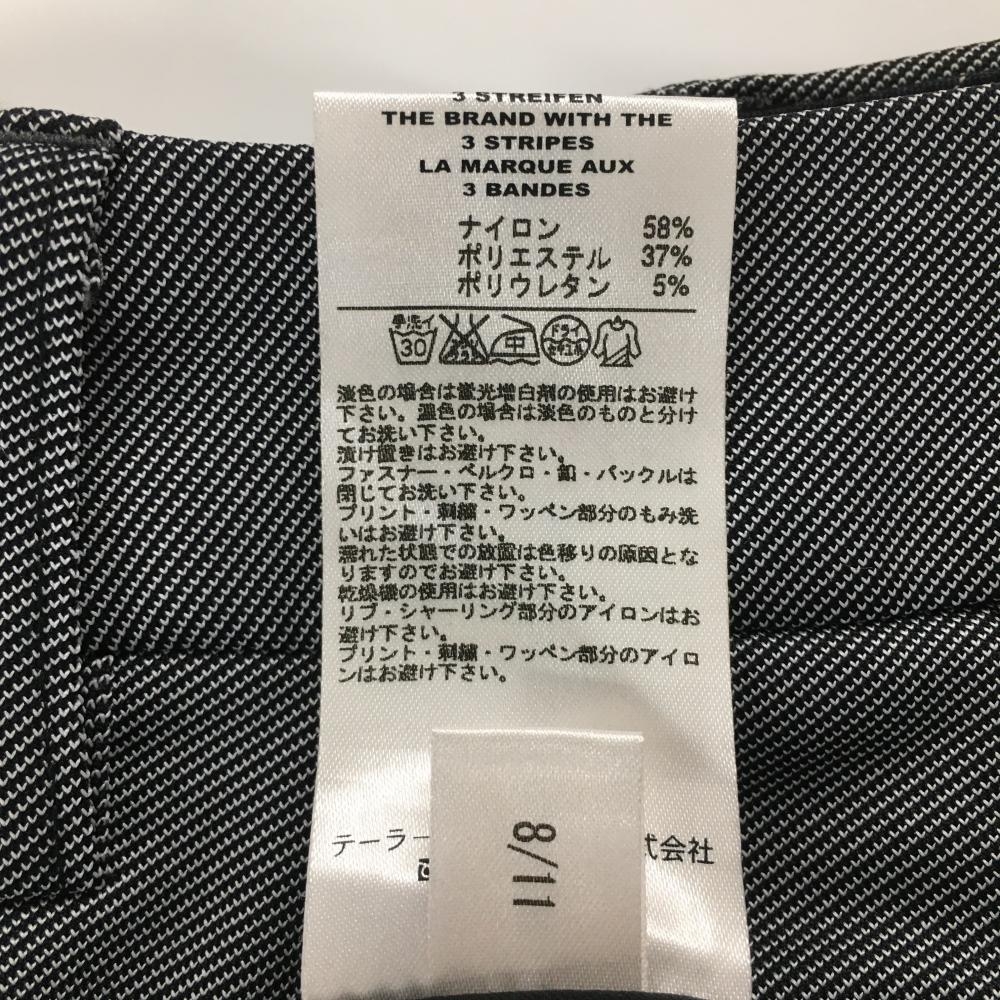 3 STREIFEN
THE BRAND WITH THE
3 STRIPES
LA MARQUE AUX
3 BANDES
ナイロン 58%
ポリエステル 37%
ポリウレタン 5%
手洗イ 30 中 ドライ
淡色の場合は蛍光増白剤の使用はお避け
下さい。濃色の場合は淡色のものと分け
てお洗い下さい。
漬け置きはお避け下さい。
ファスナー・ベルクロ・釦・バックルは
閉じてお洗い下さい。
プリント・刺繍・ワッペン部分のもみ洗
いはお避け下さい。
濡れた状態での放置は色移りの原因とな
りますのでお避け下さい。
乾燥機の使用はお避け下さい。
リブ・シャーリング部分のアイロンはお
避け下さい。
プリント・刺繍・ワッペン部分のアイロ
ンはお避け下さい。
テーラー 式会社
8/11